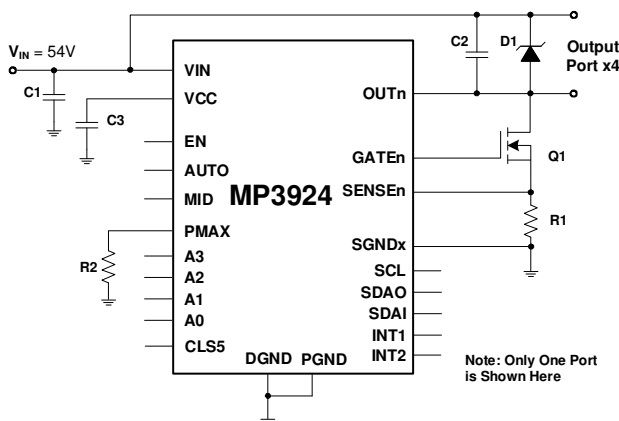 VIN = 54V
C1
C3
VIN
VCC
EN
AUTO
MID
PMAX
R2
A3
A2
A1
A0
CLS5
MP3924
DGND PGND
OUTn
GATEn
SENSEn
SGNDx
SCL
SDAO
SDAI
INT1
INT2
C2
D1
Output
Port x4
Q1
R1
Note: Only One Port
is Shown Here